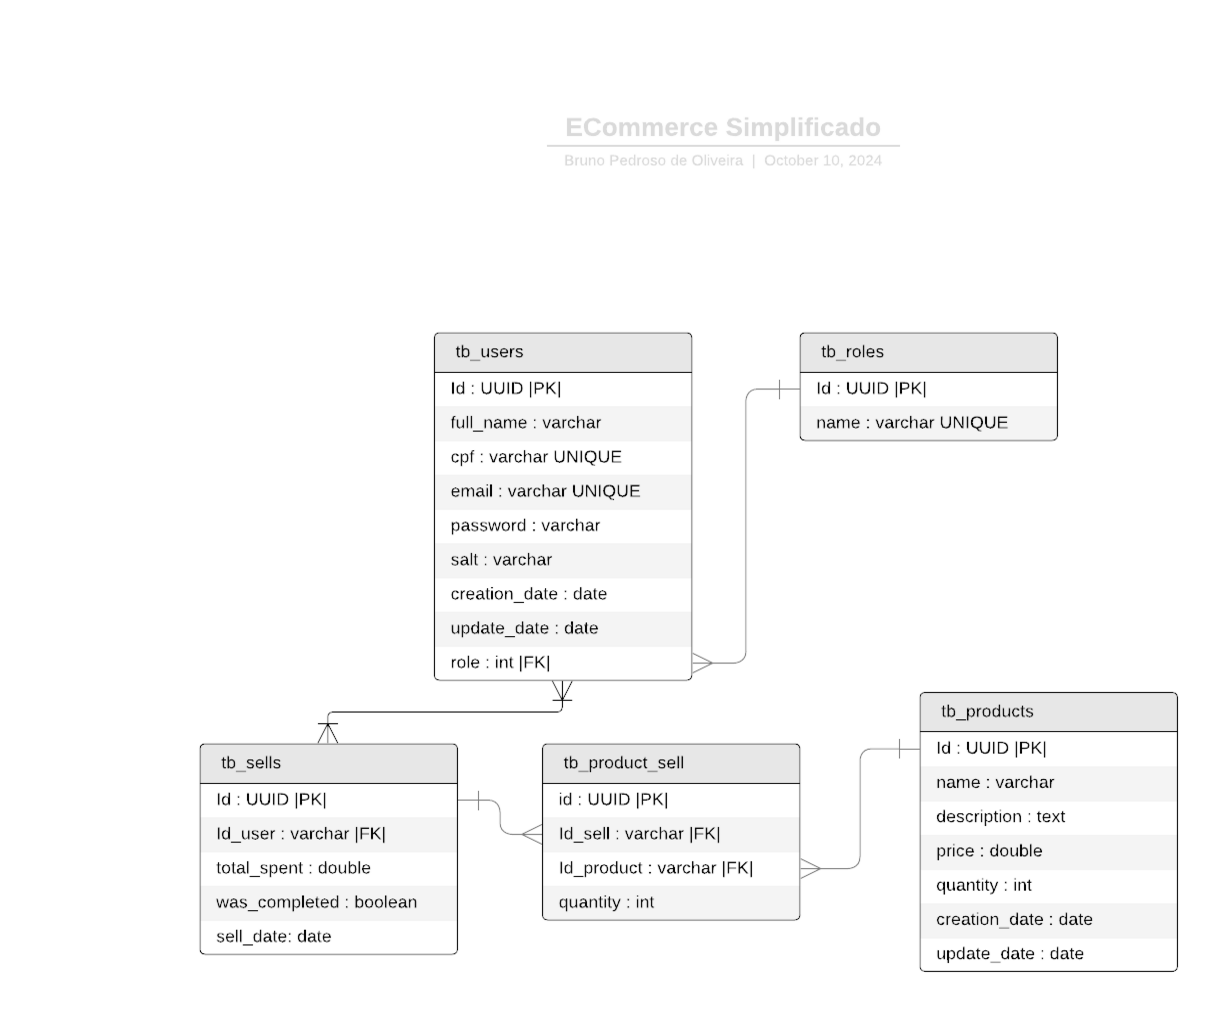 ECommerce Simplificado
Bruno Pedroso de Oliveira | October 10, 2024
tb_users
Id : UUID |PK|
full_name : varchar
cpf : varchar UNIQUE
email : varchar UNIQUE
password : varchar
salt : varchar
creation_date : date
update_date : date
role : int |FK|
tb_roles
Id : UUID |PK|
name : varchar UNIQUE
tb_sells
Id : UUID |PK|
Id_user : varchar |FK|
total_spent : double
was_completed : boolean
sell_date: date
tb_product_sell
id : UUID |PK|
Id_sell : varchar |FK|
Id_product : varchar |FK|
quantity : int
tb_products
Id : UUID |PK|
name : varchar
description : text
price : double
quantity : int
creation_date : date
update_date : date